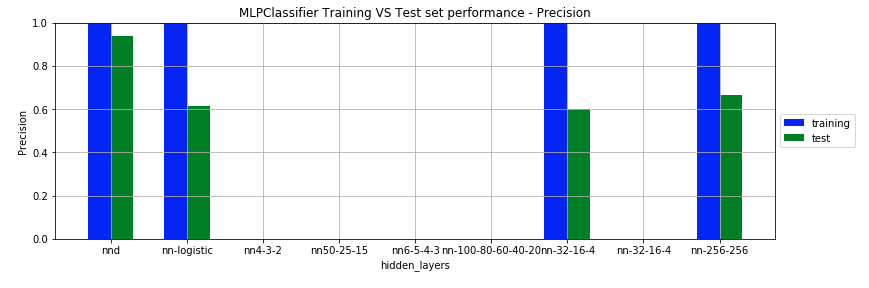 MLPClassifier Training VS Test set performance - Precision
1.0
0.8
0.6
0.4
0.2
0.0
Precision
training
test
nnd nn-logistic nn4-3-2 nn50-25-15 nn6-5-4-3 nn-100-80-60-40-20 nn-32-16-4 nn-32-16-4 nn-256-256
hidden_layers